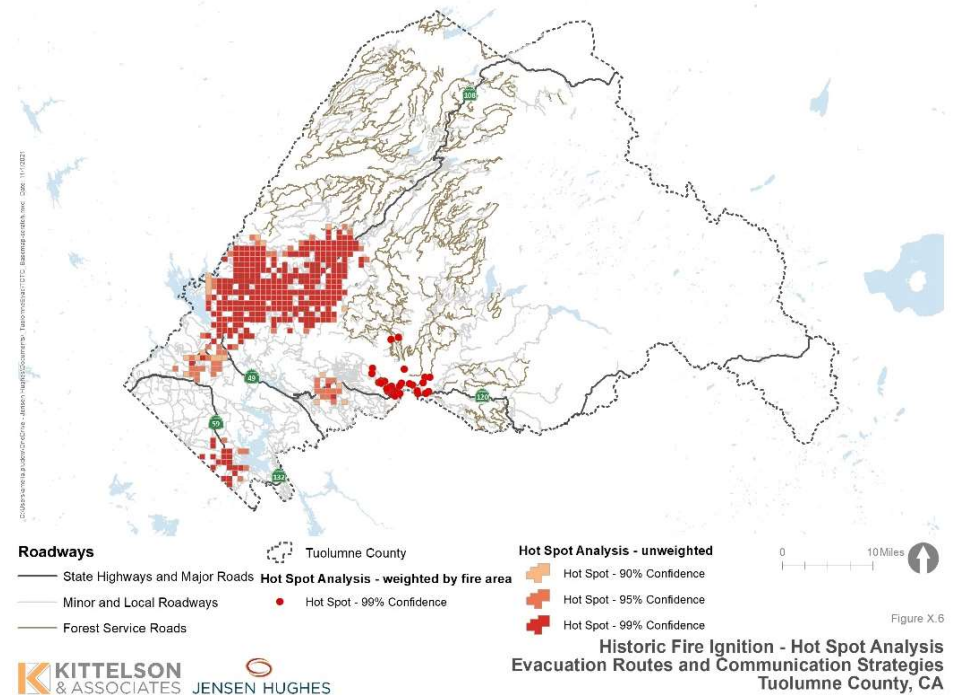 108
49
59
120
132
Roadways
State Highways and Major Roads
Minor and Local Roadways
Forest Service Roads
Tuolumne County
Hot Spot Analysis - weighted by fire area
Hot Spot - 99% Confidence
Hot Spot Analysis - unweighted
Hot Spot - 90% Confidence
Hot Spot - 95% Confidence
Hot Spot - 99% Confidence
0 10 Miles
Figure X.6
Historic Fire Ignition - Hot Spot Analysis
Evacuation Routes and Communication Strategies
Tuolumne County, CA
KITTELSON
& ASSOCIATES
JENSEN HUGHES